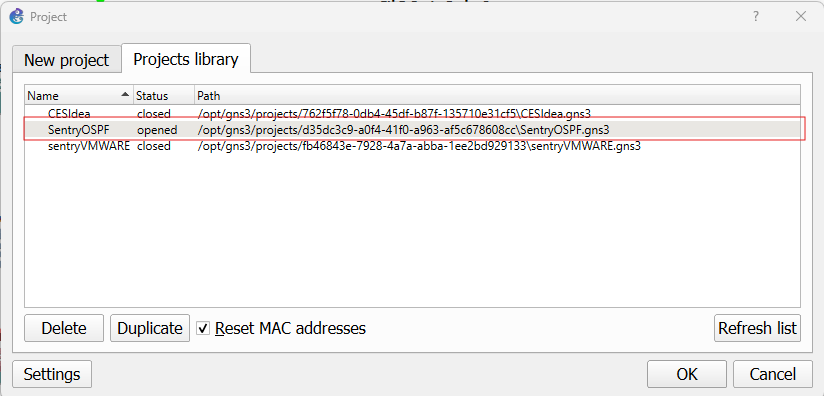 Project
New project
Projects library
Name Status Path
CESIdea closed /opt/gns3/projects/762f5f78-0db4-45df-b87f-135710e31cf5\CESIdea.gns3
SentryOSPF opened /opt/gns3/projects/d35dc3c9-a0f4-41f0-a963-af5c678608cc\SentryOSPF.gns3
sentryVMWARE closed /opt/gns3/projects/fb46843e-7928-4a7a-abba-1ee2bd929133\sentryVMWARE.gns3
Delete Duplicate Reset MAC addresses Refresh list
Settings OK Cancel